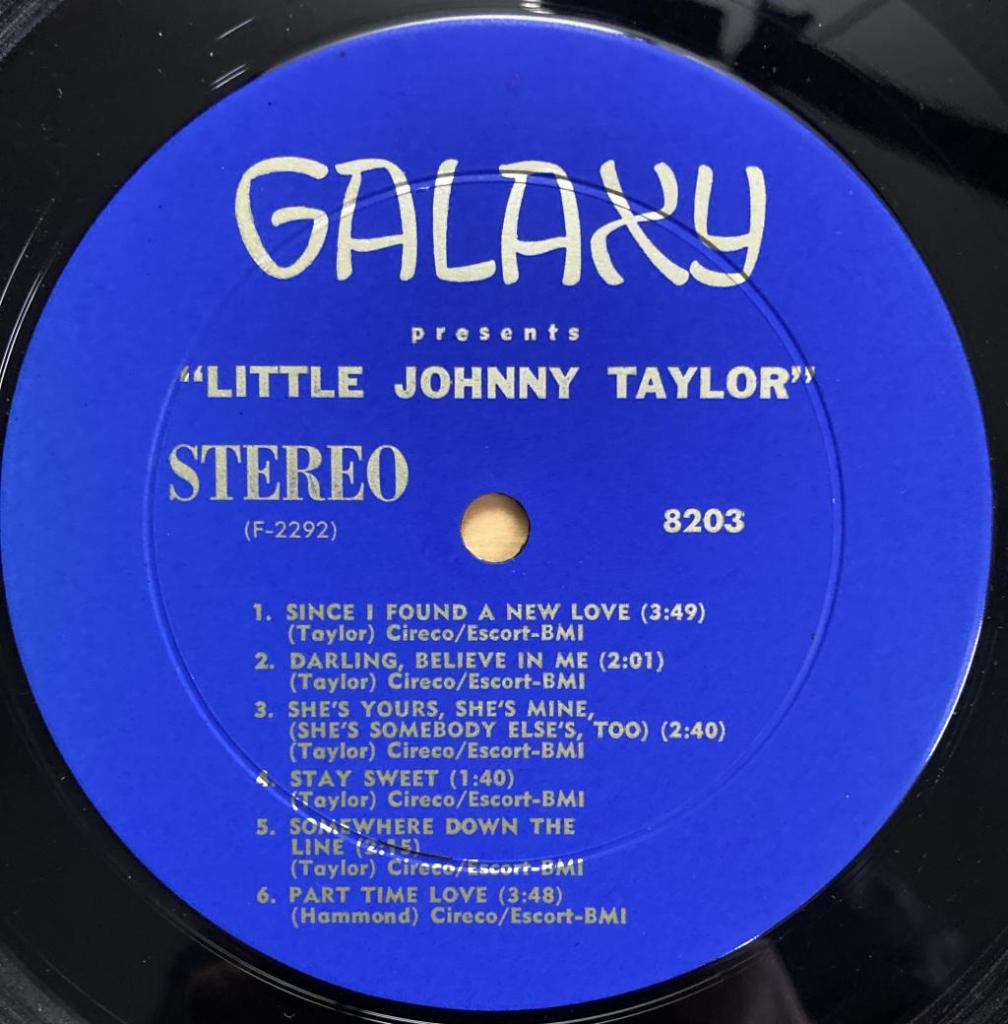 GALAXY
presents
"LITTLE JOHNNY TAYLOR"
STEREO
(F-2292)
8203
1. SINCE I FOUND A NEW LOVE (3:49)
(Taylor) Cireco/Escort-BMI
2. DARLING, BELIEVE IN ME (2:01)
(Taylor) Cireco/Escort-BMI
3. SHE'S YOURS, SHE'S MINE,
(SHE'S SOMEBODY ELSE'S, TOO) (2:40)
(Taylor) Cireco/Escort-BMI
4. STAY SWEET (1:40)
(Taylor) Cireco/Escort-BMI
5. SOMEWHERE DOWN THE
LINE (2:15)
(Taylor) Cireco/Escort-BMI
6. PART TIME LOVE (3:48)
(Hammond) Cireco/Escort-BMI